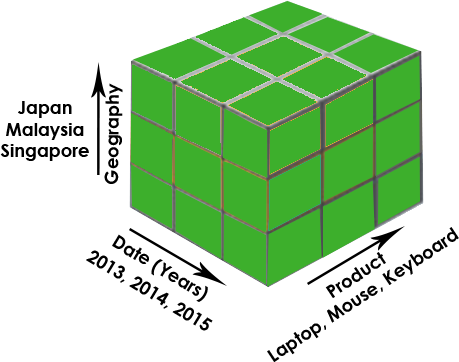 Japan
Malaysia
Singapore
Geography
Date (Years)
2013, 2014, 2015
Product
Laptop, Mouse, Keyboard